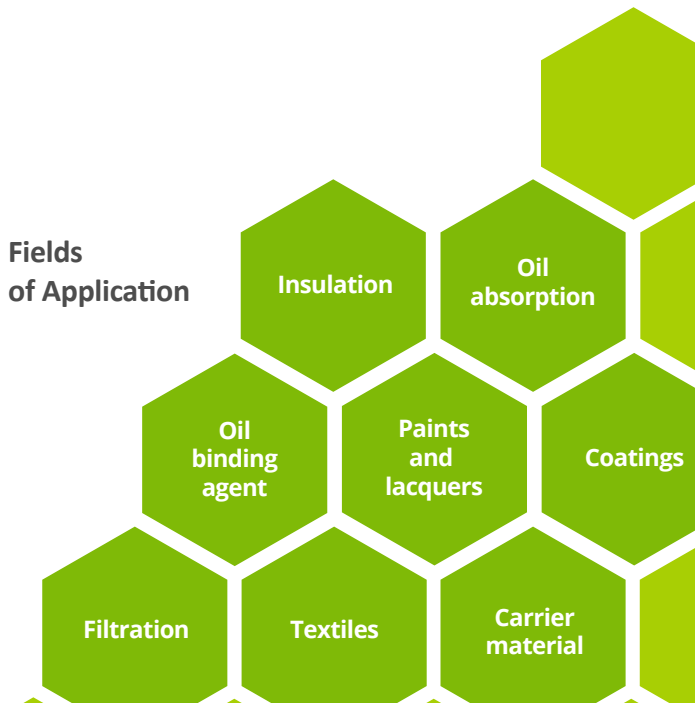 Fields
of Application
Insulation
Oil
absorption
Oil
binding
agent
Paints
and
lacquers
Coatings
Filtration
Textiles
Carrier
material